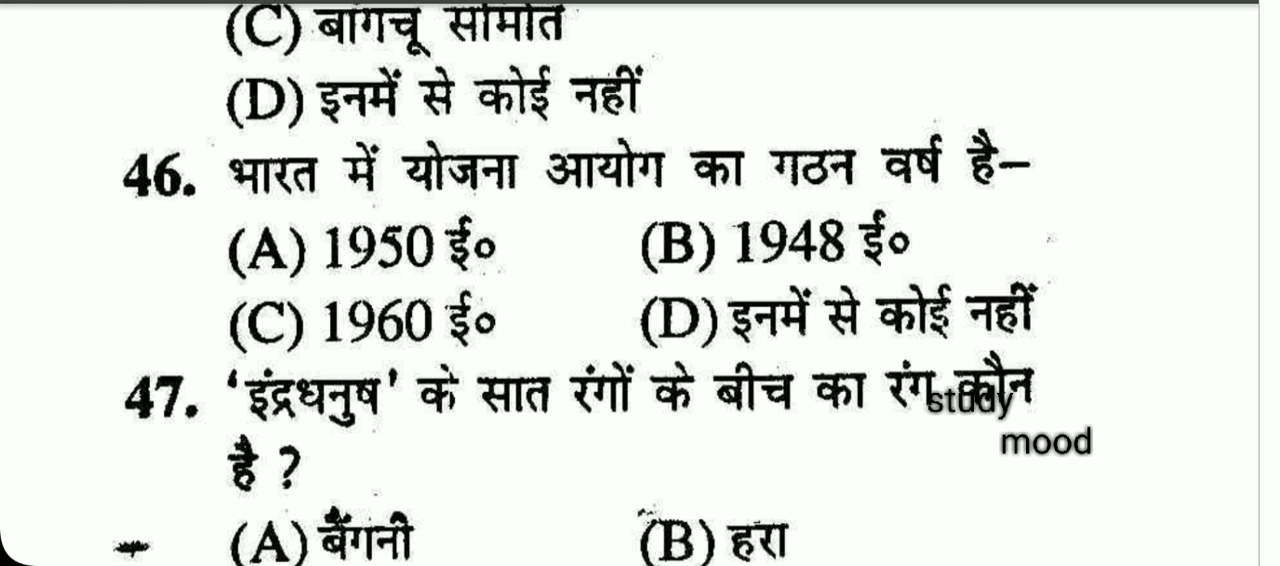 (C) बागचू समिति
(D) इनमें से कोई नहीं
46. भारत में योजना आयोग का गठन वर्ष है–
(A) 1950 ई० (B) 1948 ई०
(C) 1960 ई० (D) इनमें से कोई नहीं
47. 'इंद्रधनुष' के सात रंगों के बीच का रंग कौन
है ?
study
mood
(A) बैंगनी (B) हरा